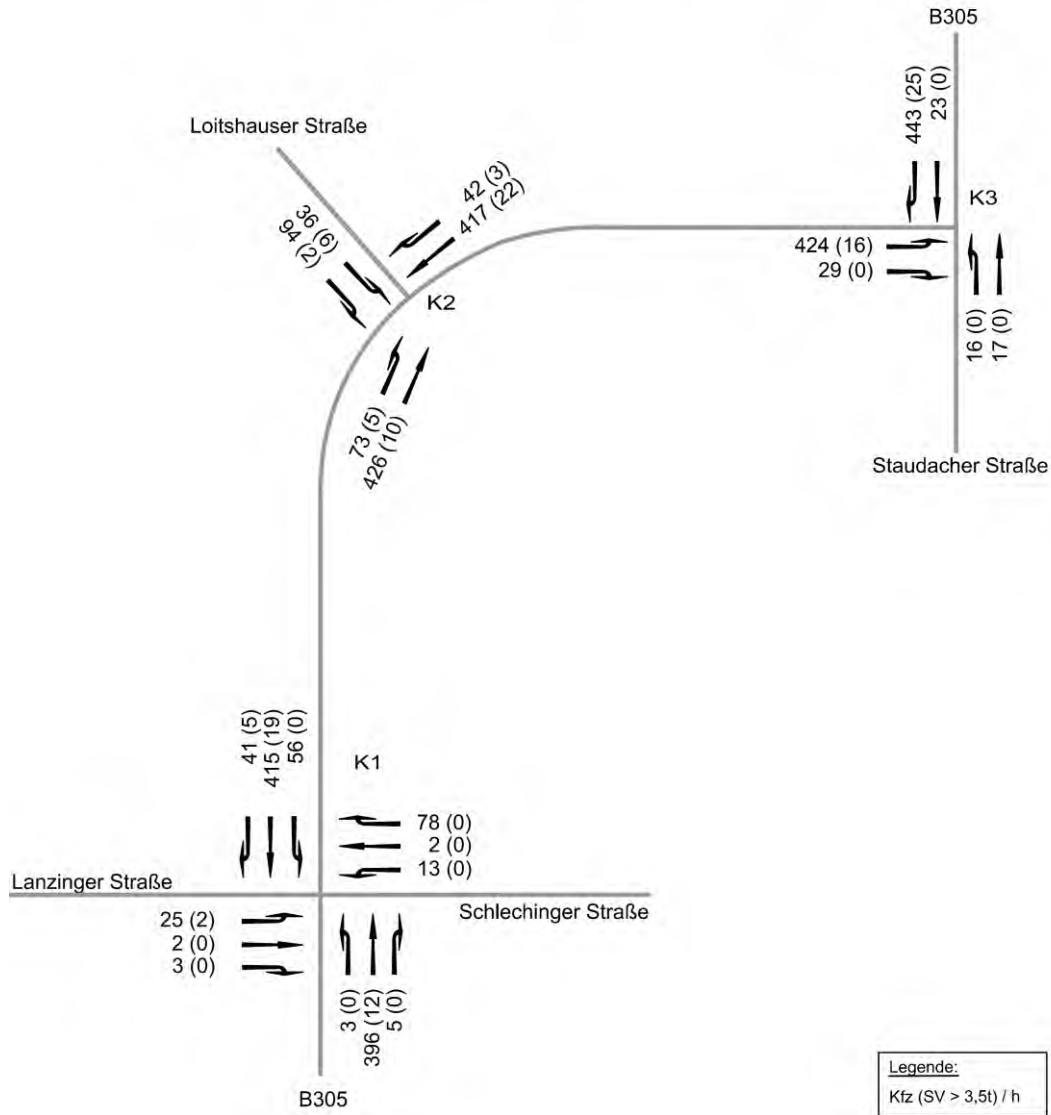 B305
443 (25)
23 (0)
Loitshauser Straße
K3
42 (3)
417 (22)
36 (6)
94 (2)
424 (16)
29 (0)
K2
16 (0)
17 (0)
73 (5)
426 (10)
Staudacher Straße
41 (5)
415 (19)
56 (0)
K1
78 (0)
2 (0)
13 (0)
Lanzinger Straße
Schlechinger Straße
25 (2)
2 (0)
3 (0)
3 (0)
396 (12)
5 (0)
B305
Legende:
Kfz (SV > 3,5t) / h